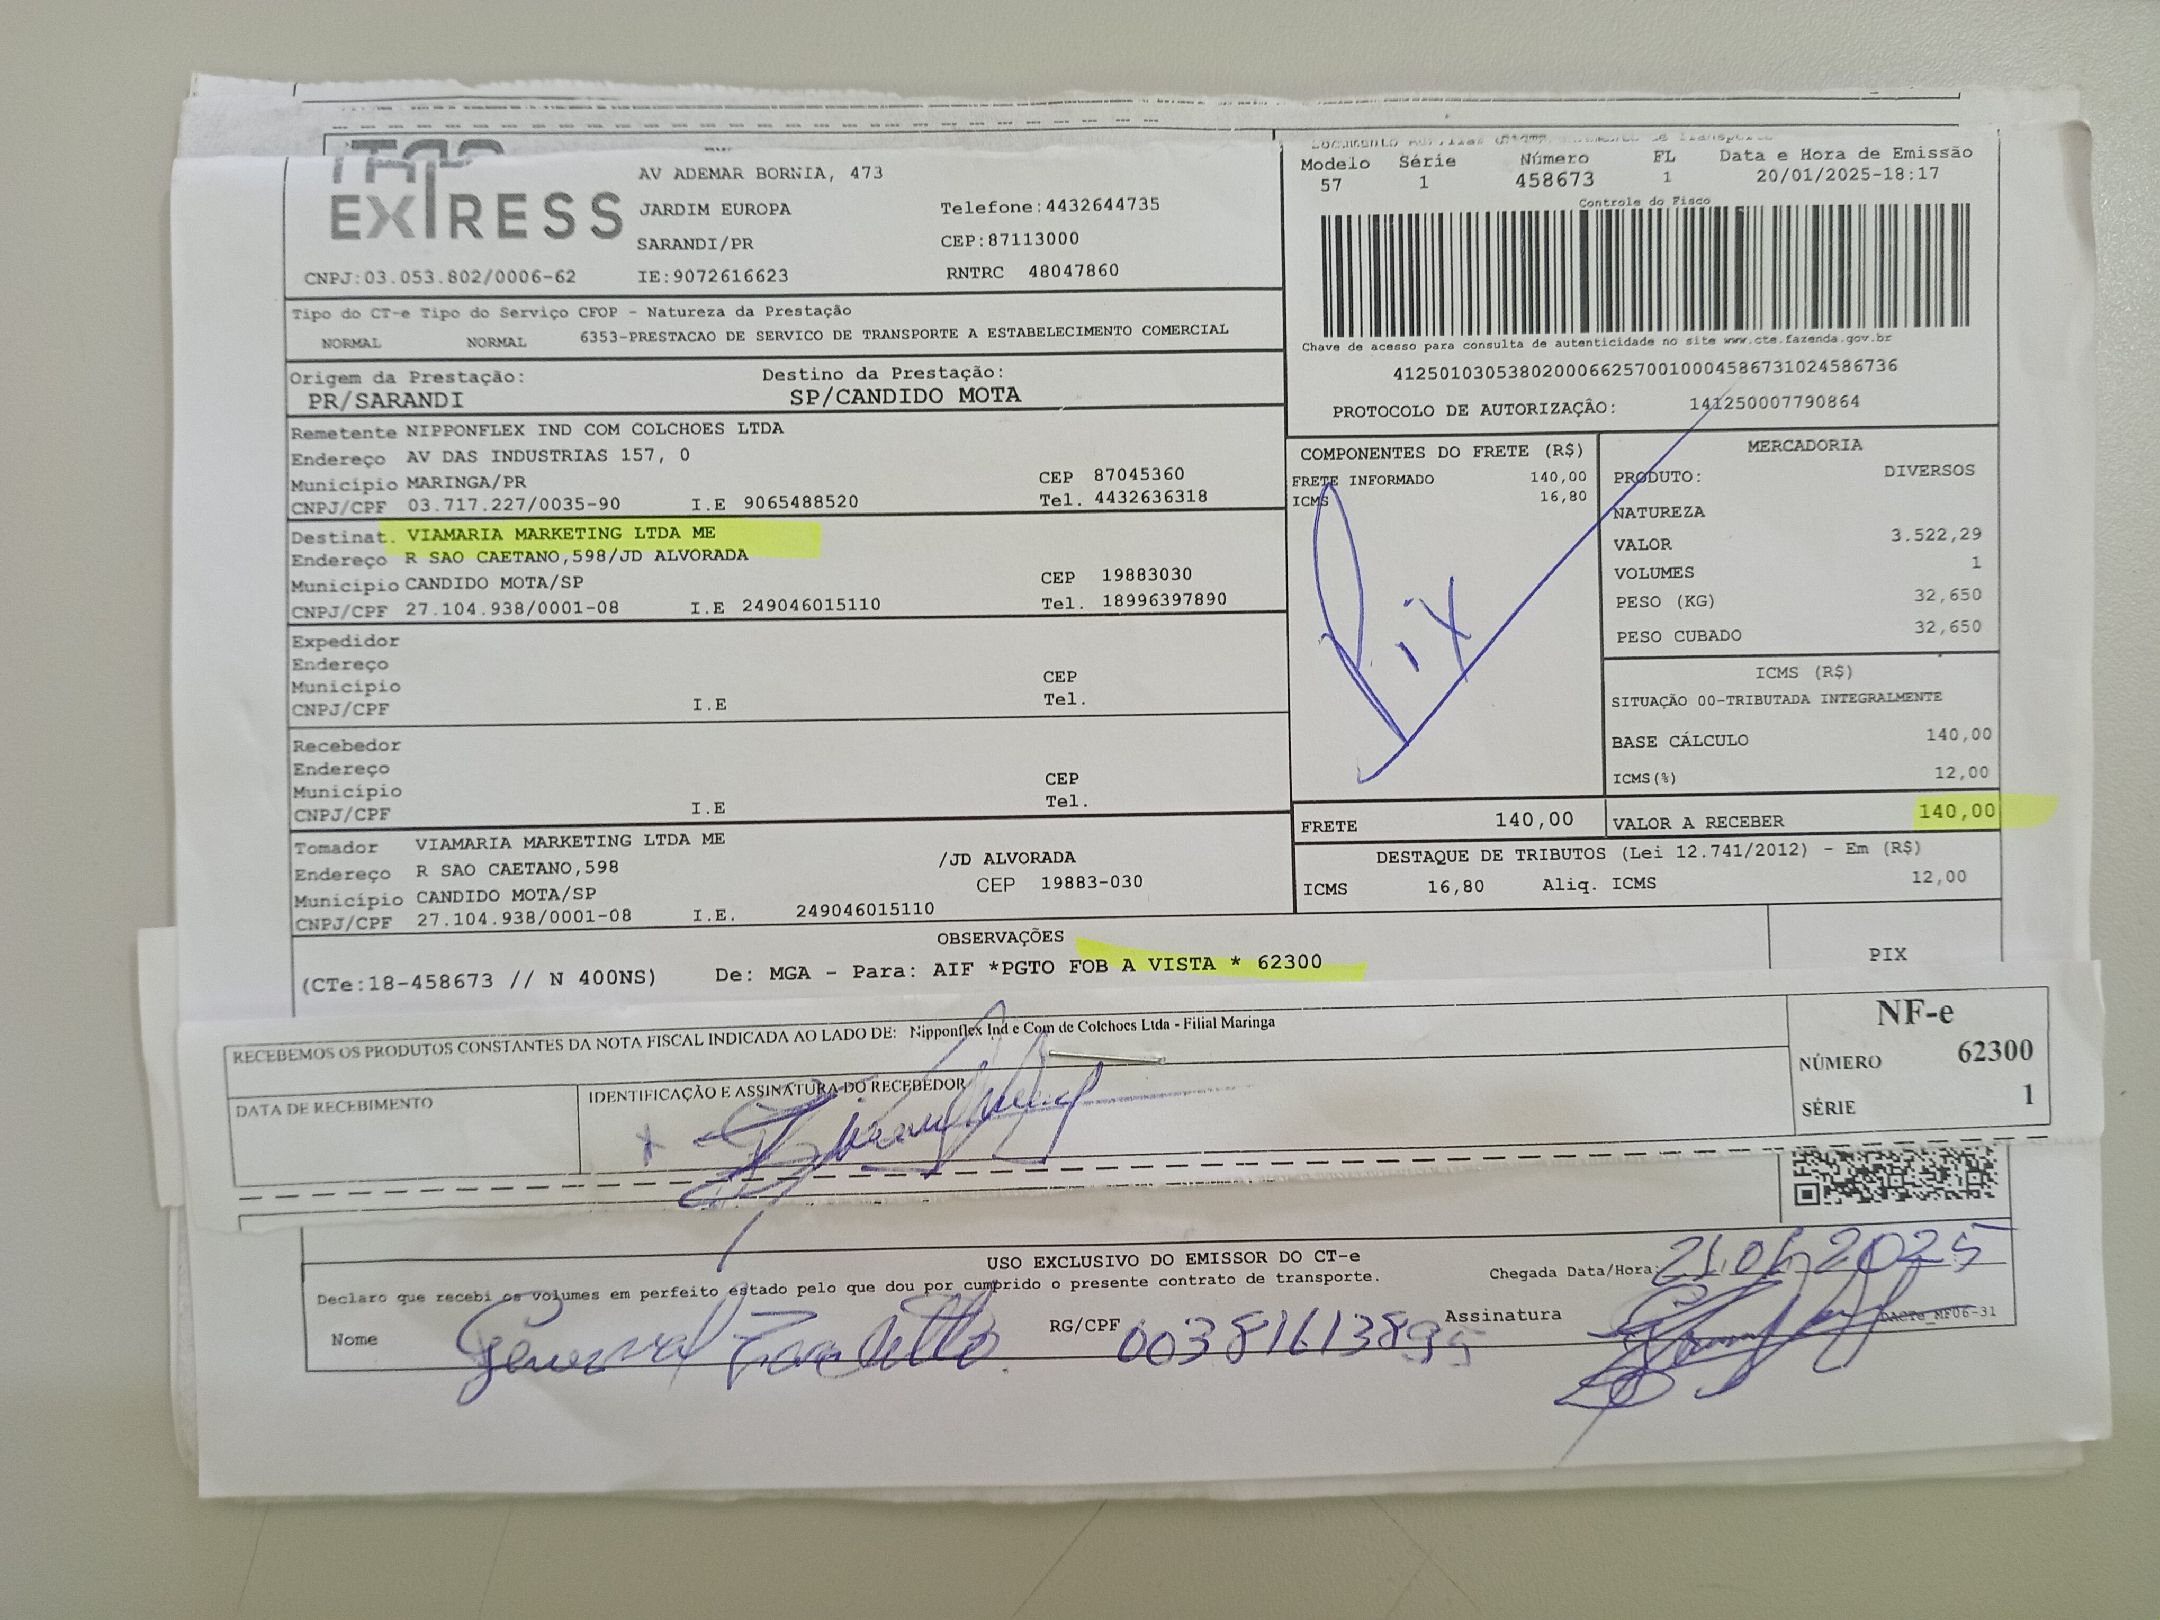 EXPRESS
AV ADEMAR BORNIA, 473
JARDIM EUROPA
Telefone:4432644735
SARANDI/PR
CEP:87113000
CNPJ:03.053.802/0006-62
IE:9072616623
RNTRC 48047860
Modelo Série Número FL Data e Hora de Emissão
57 1 458673 1 20/01/2025-18:17
Controle do Fisco
Chave de acesso para consulta de autenticidade no site www.cte.fazenda.gov.br
41250103053802000662570010004586731024586736
PROTOCOLO DE AUTORIZAÇÃO: 141250007790864
Tipo do CT-e Tipo do Serviço CFOP - Natureza da Prestação
NORMAL NORMAL 6353-PRESTACAO DE SERVICO DE TRANSPORTE A ESTABELECIMENTO COMERCIAL
Origem da Prestação: Destino da Prestação:
PR/SARANDI SP/CANDIDO MOTA
Remetente NIPPONFLEX IND COM COLCHOES LTDA
Endereço AV DAS INDUSTRIAS 157, 0
Município MARINGA/PR CEP 87045360
CNPJ/CPF 03.717.227/0035-90 I.E 9065488520 Tel. 4432636318
Destinat. VIAMARIA MARKETING LTDA ME
Endereço R SAO CAETANO,598/JD ALVORADA
Município CANDIDO MOTA/SP CEP 19883030
CNPJ/CPF 27.104.938/0001-08 I.E 249046015110 Tel. 18996397890
Expedidor
Endereço
Município CEP
CNPJ/CPF I.E Tel.
Recebedor
Endereço
Município CEP
CNPJ/CPF I.E Tel.
Tomador VIAMARIA MARKETING LTDA ME
Endereço R SAO CAETANO,598 /JD ALVORADA
Município CANDIDO MOTA/SP CEP 19883-030
CNPJ/CPF 27.104.938/0001-08 I.E. 249046015110
COMPONENTES DO FRETE (R$)
FRETE INFORMADO 140,00
ICMS 16,80
Pix
MERCADORIA
PRODUTO: DIVERSOS
NATUREZA
VALOR 3.522,29
VOLUMES 1
PESO (KG) 32,650
PESO CUBADO 32,650
ICMS (R$)
SITUAÇÃO 00-TRIBUTADA INTEGRALMENTE
BASE CÁLCULO 140,00
ICMS(%) 12,00
FRETE 140,00 VALOR A RECEBER 140,00
DESTAQUE DE TRIBUTOS (Lei 12.741/2012) - Em (R$)
ICMS 16,80 Aliq. ICMS 12,00
OBSERVAÇÕES
(CTe:18-458673 // N 400NS) De: MGA - Para: AIF *PGTO FOB A VISTA * 62300
PIX
RECEBEMOS OS PRODUTOS CONSTANTES DA NOTA FISCAL INDICADA AO LADO DE: Nipponflex Ind e Com de Colchoes Ltda - Filial Maringa
DATA DE RECEBIMENTO
IDENTIFICAÇÃO E ASSINATURA DO RECEBEDOR
x
NF-e
NÚMERO 62300
SÉRIE 1
USO EXCLUSIVO DO EMISSOR DO CT-e
Declaro que recebi os volumes em perfeito estado pelo que dou por cumprido o presente contrato de transporte.
Chegada Data/Hora: 21.01.2025
Nome
RG/CPF 00381613895
Assinatura
DACTe_MF06-31